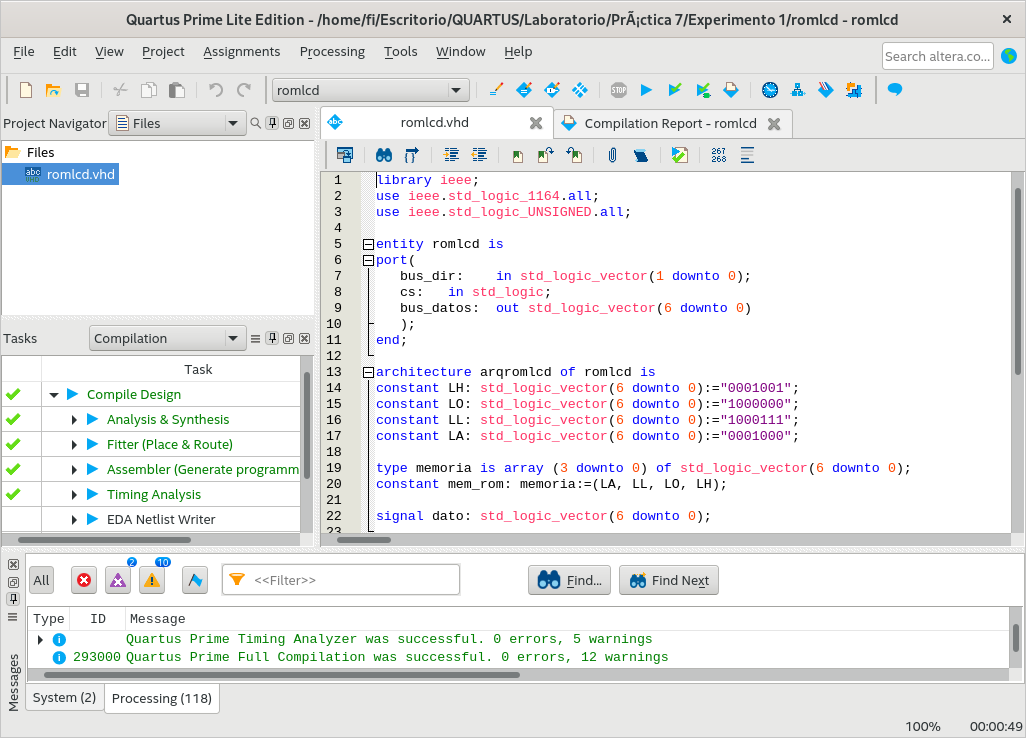 Quartus Prime Lite Edition - /home/fi/Escritorio/QUARTUS/Laboratorio/PrÃ¡ctica 7/Experimento 1/romlcd - romlcd
File Edit View Project Assignments Processing Tools Window Help
Search altera.co...
romlcd
STOP
Project Navigator Files
Files
abc romlcd.vhd
Tasks Compilation
Task
Compile Design
Analysis & Synthesis
Fitter (Place & Route)
Assembler (Generate programm
Timing Analysis
EDA Netlist Writer
abc romlcd.vhd
Compilation Report - romlcd
267
268
1 library ieee;
2 use ieee.std_logic_1164.all;
3 use ieee.std_logic_UNSIGNED.all;
4
5 entity romlcd is
6 port(
7 bus_dir: in std_logic_vector(1 downto 0);
8 cs: in std_logic;
9 bus_datos: out std_logic_vector(6 downto 0)
10 );
11 end;
12
13 architecture arqromlcd of romlcd is
14 constant LH: std_logic_vector(6 downto 0):="0001001";
15 constant LO: std_logic_vector(6 downto 0):="1000000";
16 constant LL: std_logic_vector(6 downto 0):="1000111";
17 constant LA: std_logic_vector(6 downto 0):="0001000";
18
19 type memoria is array (3 downto 0) of std_logic_vector(6 downto 0);
20 constant mem_rom: memoria:=(LA, LL, LO, LH);
21
22 signal dato: std_logic_vector(6 downto 0);
23
All 2 10 <<Filter>> Find... Find Next
Type ID Message
Quartus Prime Timing Analyzer was successful. 0 errors, 5 warnings
293000 Quartus Prime Full Compilation was successful. 0 errors, 12 warnings
Messages
System (2) Processing (118)
100% 00:00:49